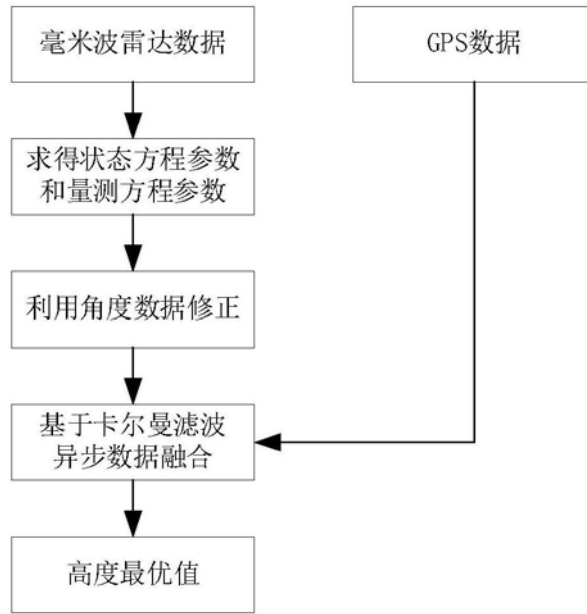 毫米波雷达数据
GPS数据
求得状态方程参数
和量测方程参数
利用角度数据修正
基于卡尔曼滤波
异步数据融合
高度最优值